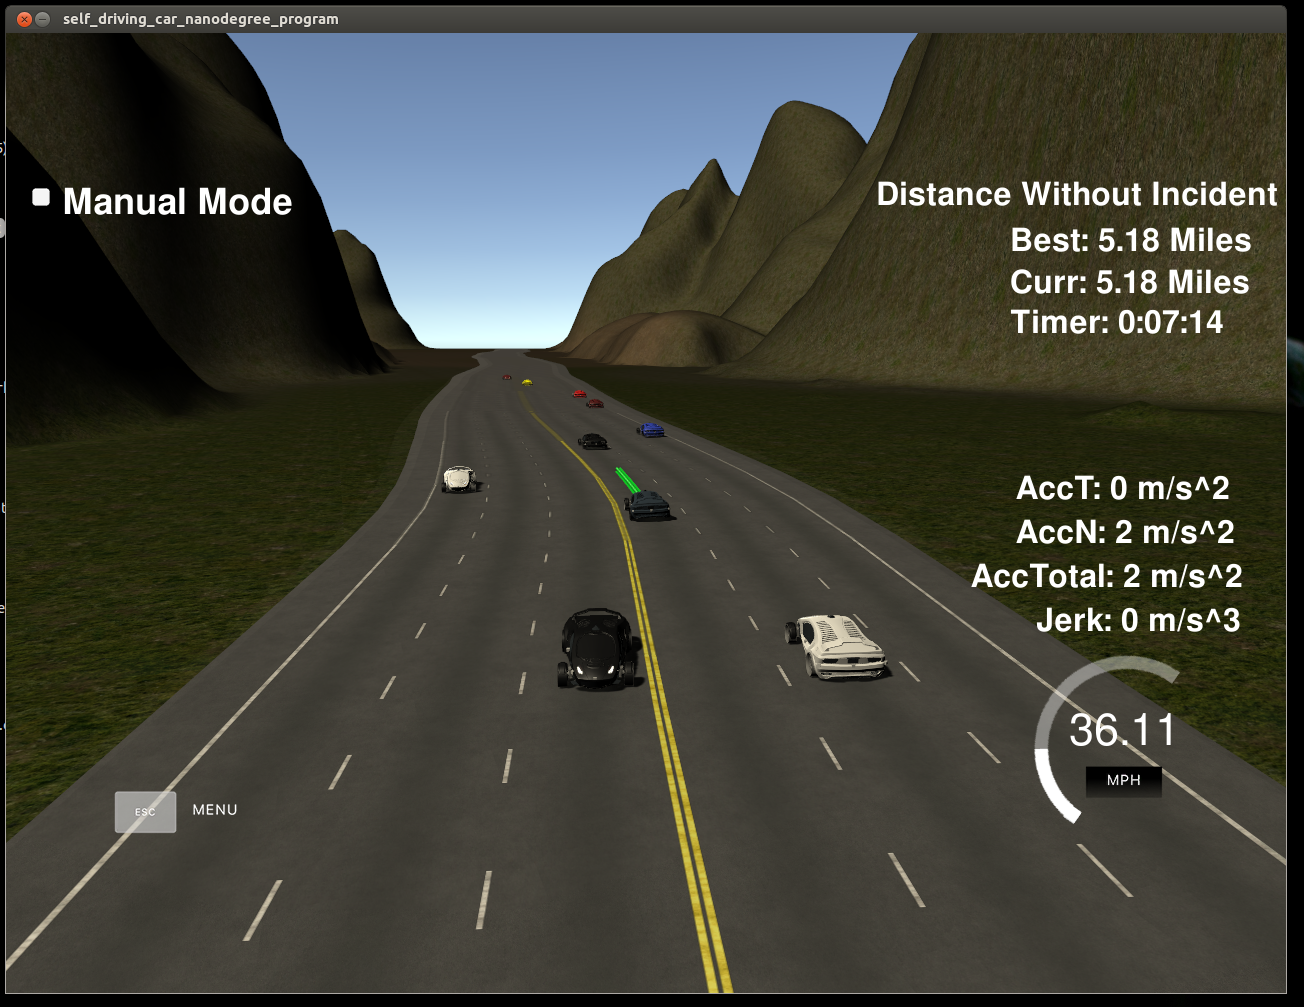 self_driving_car_nanodegree_program
Manual Mode
Distance Without Incident
Best: 5.18 Miles
Curr: 5.18 Miles
Timer: 0:07:14
AccT: 0 m/s^2
AccN: 2 m/s^2
AccTotal: 2 m/s^2
Jerk: 0 m/s^3
36.11
MPH
ESC MENU